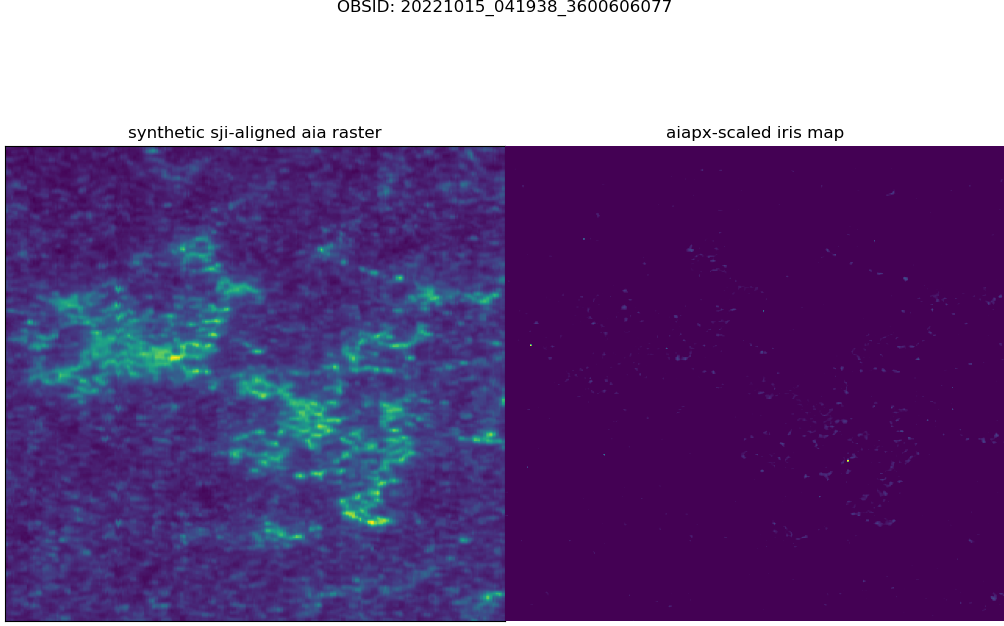 OBSID: 20221015_041938_3600606077
synthetic sji-aligned aia raster
aiapx-scaled iris map